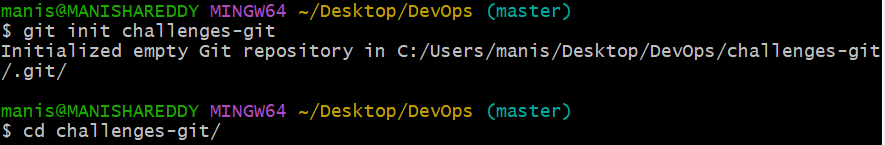 manis@MANISHAREDDY MINGW64 ~/Desktop/DevOps (master)
$ git init challenges-git
Initialized empty Git repository in C:/Users/manis/Desktop/DevOps/challenges-git
/.git/
manis@MANISHAREDDY MINGW64 ~/Desktop/DevOps (master)
$ cd challenges-git/